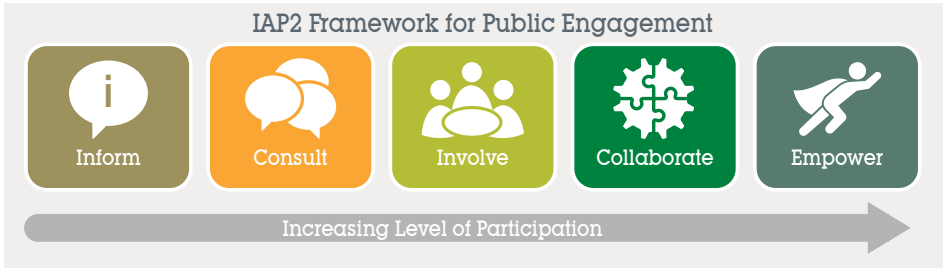 IAP2 Framework for Public Engagement
i
Inform
Consult
Involve
Collaborate
Empower
Increasing Level of Participation